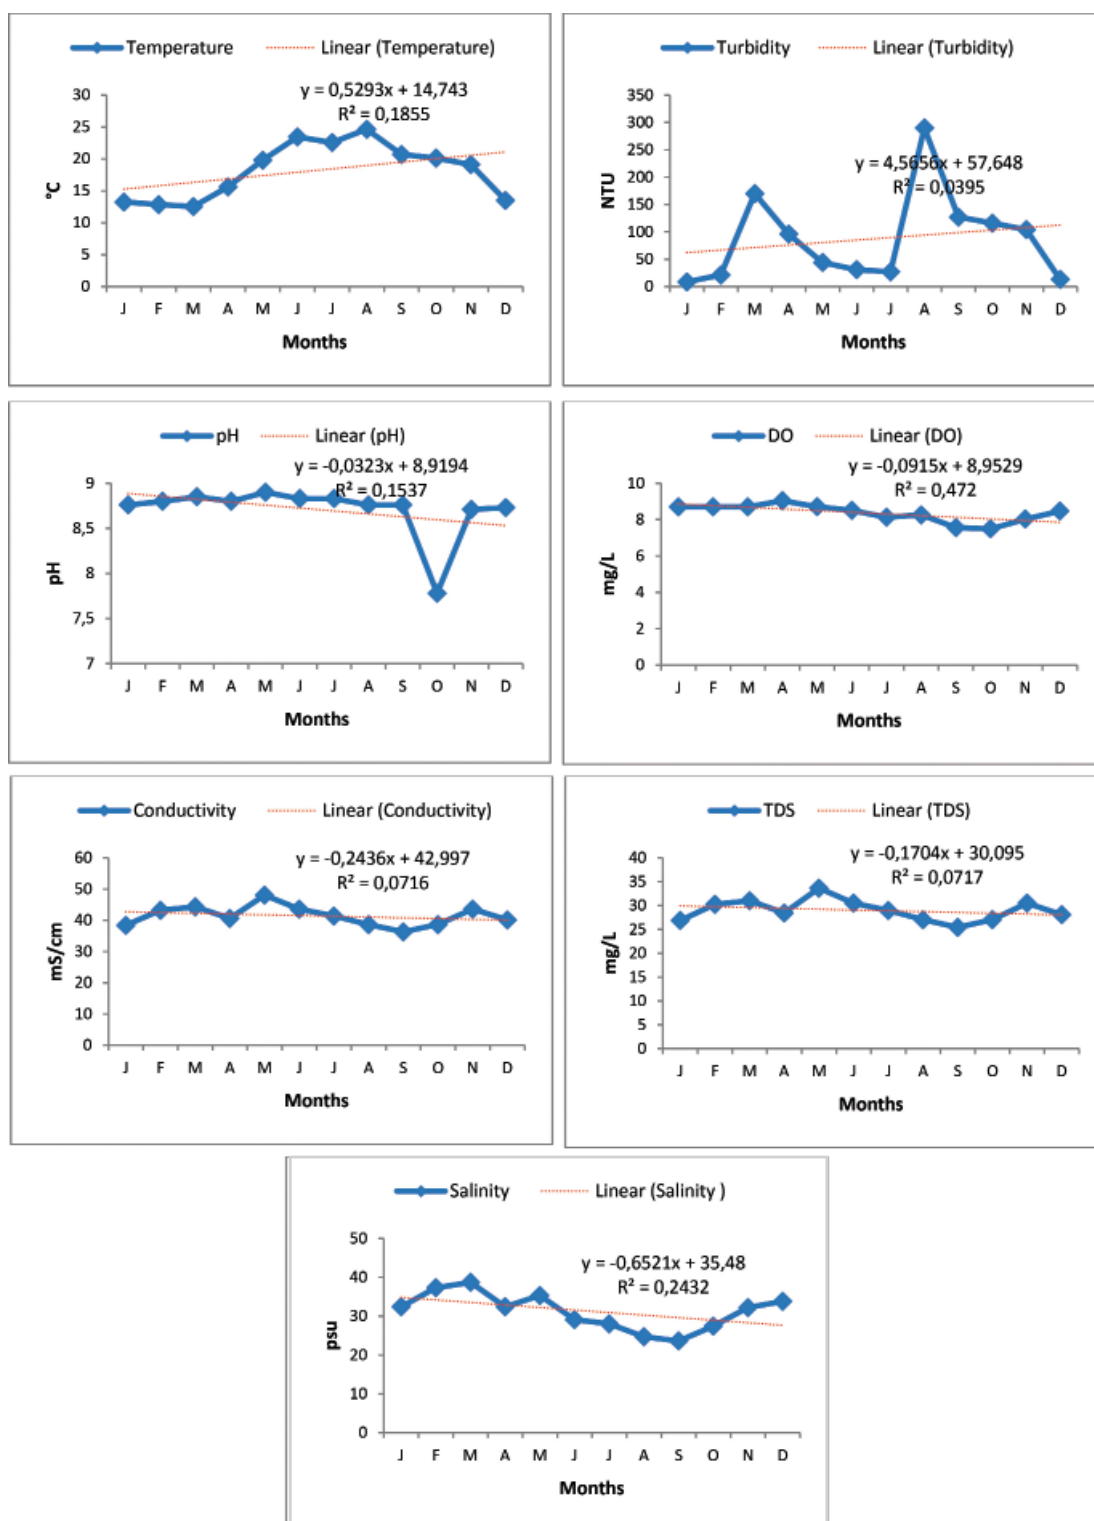 Temperature Linear (Temperature)
y = 0,5293x + 14,743
R² = 0,1855
30
25
20
15
10
5
0
°C
J F M A M J J A S O N D
Months
Turbidity Linear (Turbidity)
350
300
250
200
150
100
50
0
NTU
y = 4,5656x + 57,648
R² = 0,0395
J F M A M J J A S O N D
Months
pH Linear (pH)
y = -0,0323x + 8,9194
R² = 0,1537
9
8,5
8
7,5
7
pH
J F M A M J J A S O N D
Months
DO Linear (DO)
y = -0,0915x + 8,9529
R² = 0,472
10
8
6
4
2
0
mg/L
J F M A M J J A S O N D
Months
Conductivity Linear (Conductivity)
y = -0,2436x + 42,997
R² = 0,0716
60
50
40
30
20
10
0
mS/cm
J F M A M J J A S O N D
Months
TDS Linear (TDS)
y = -0,1704x + 30,095
R² = 0,0717
40
35
30
25
20
15
10
5
0
mg/L
J F M A M J J A S O N D
Months
Salinity Linear (Salinity )
y = -0,6521x + 35,48
R² = 0,2432
50
40
30
20
10
0
psu
J F M A M J J A S O N D
Months